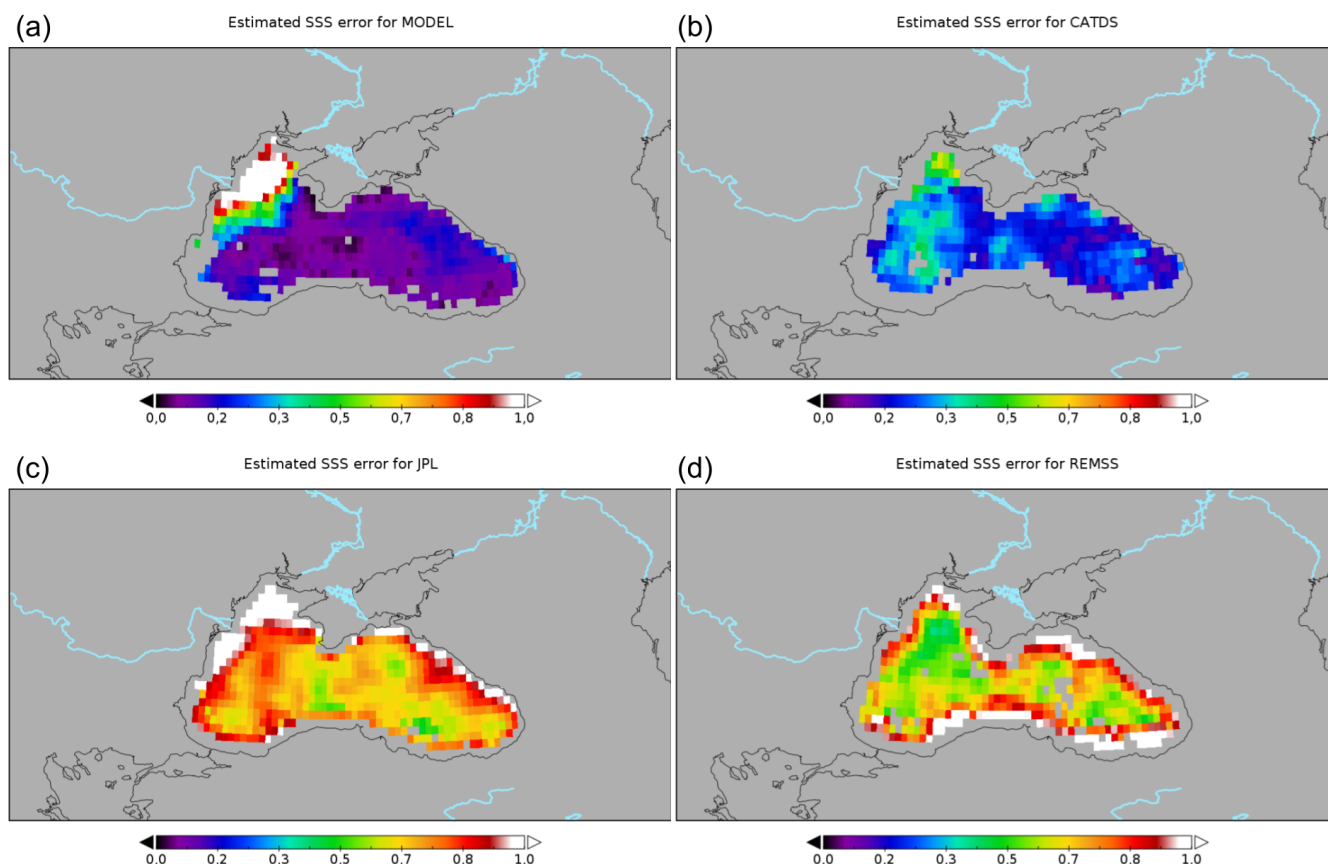 (a) Estimated SSS error for MODEL
(b) Estimated SSS error for CATDS
0,0 0,2 0,3 0,5 0,7 0,8 1,0
0,0 0,2 0,3 0,5 0,7 0,8 1,0
(c) Estimated SSS error for JPL
(d) Estimated SSS error for REMSS
0.0 0.2 0.3 0.5 0.7 0.8 1.0
0.0 0.2 0.3 0.5 0.7 0.8 1.0